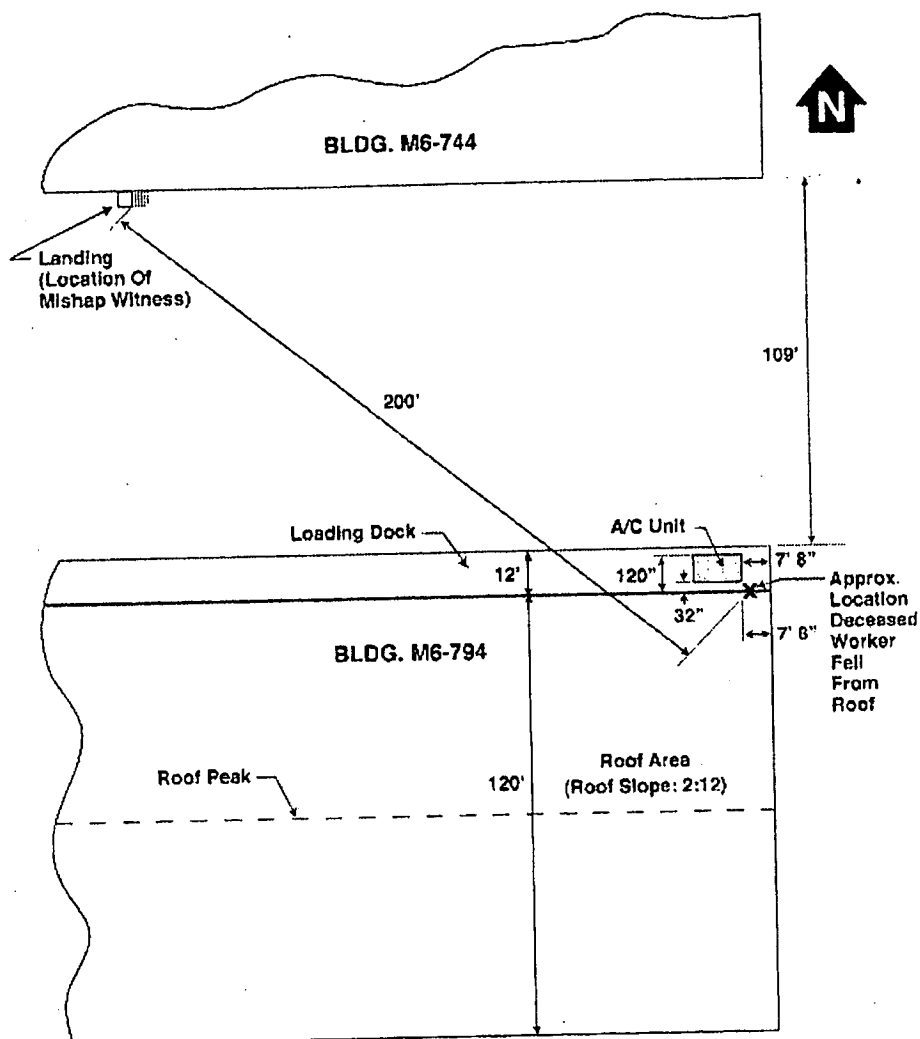 N
BLDG. M6-744
Landing
(Location Of
Mishap Witness)
109'
200'
Loading Dock
A/C Unit
12'
120"
7' 8"
32"
Approx.
Location
Deceased
Worker
Fell
From
Roof
7' 8"
BLDG. M6-794
Roof Peak
120'
Roof Area
(Roof Slope: 2:12)